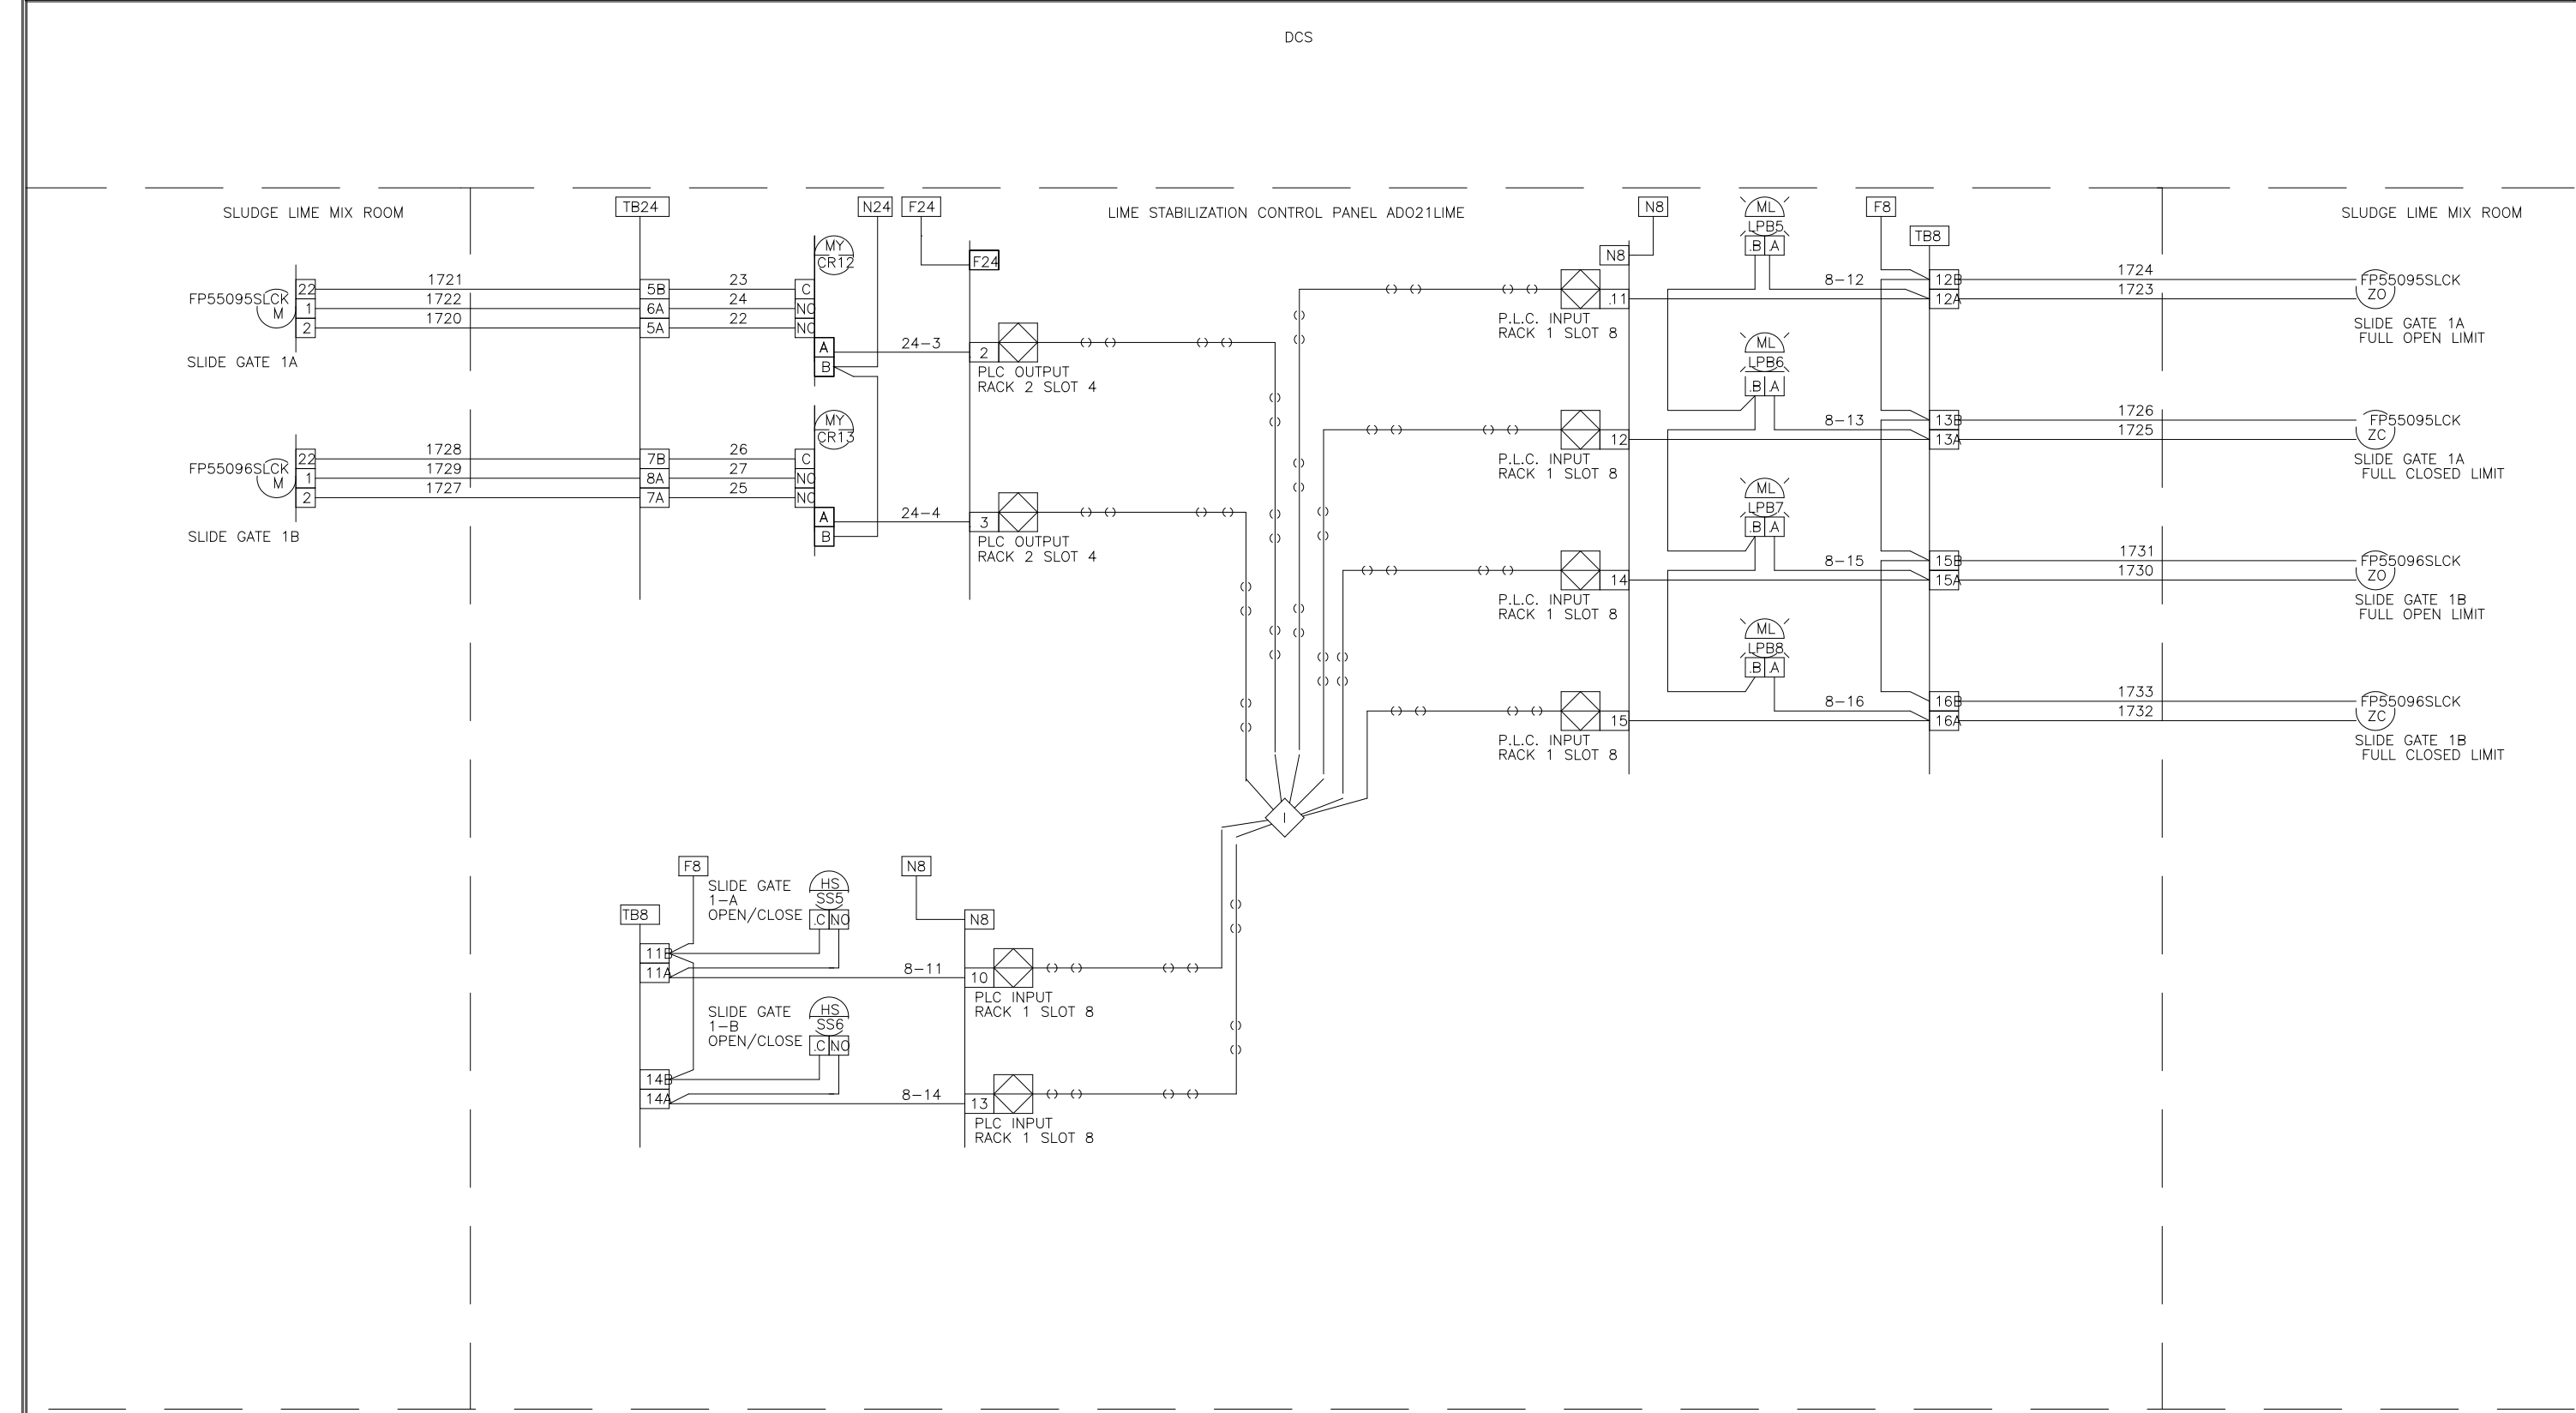 DCS
SLUDGE LIME MIX ROOM
TB24
N24
F24
LIME STABILIZATION CONTROL PANEL ADO21LIME
N8
ML
LPB5
.B A
F8
TB8
SLUDGE LIME MIX ROOM
MY
CR12
F24
N8
FP55095SLCK
M
22
1
2
1721
1722
1720
5B
6A
5A
23
24
22
C
NO
NC
A
B
24-3
2
PLC OUTPUT
RACK 2 SLOT 4
SLIDE GATE 1A
MY
CR13
FP55096SLCK
M
22
1
2
1728
1729
1727
7B
8A
7A
26
27
25
C
NO
NC
A
B
24-4
3
PLC OUTPUT
RACK 2 SLOT 4
SLIDE GATE 1B
.11
P.L.C. INPUT
RACK 1 SLOT 8
8-12
12B
12A
1724
1723
FP55095SLCK
ZO
SLIDE GATE 1A
FULL OPEN LIMIT
ML
LPB6
.B A
12
P.L.C. INPUT
RACK 1 SLOT 8
8-13
13B
13A
1726
1725
FP55095LCK
ZC
SLIDE GATE 1A
FULL CLOSED LIMIT
ML
LPB7
.B A
14
P.L.C. INPUT
RACK 1 SLOT 8
8-15
15B
15A
1731
1730
FP55096SLCK
ZO
SLIDE GATE 1B
FULL OPEN LIMIT
ML
LPB8
.B A
15
P.L.C. INPUT
RACK 1 SLOT 8
8-16
16B
16A
1733
1732
FP55096SLCK
ZC
SLIDE GATE 1B
FULL CLOSED LIMIT
I
F8
SLIDE GATE
1-A
OPEN/CLOSE
HS
SS5
.C NO
N8
TB8
N8
11B
11A
8-11
10
PLC INPUT
RACK 1 SLOT 8
SLIDE GATE
1-B
OPEN/CLOSE
HS
SS6
.C NO
14B
14A
8-14
13
PLC INPUT
RACK 1 SLOT 8